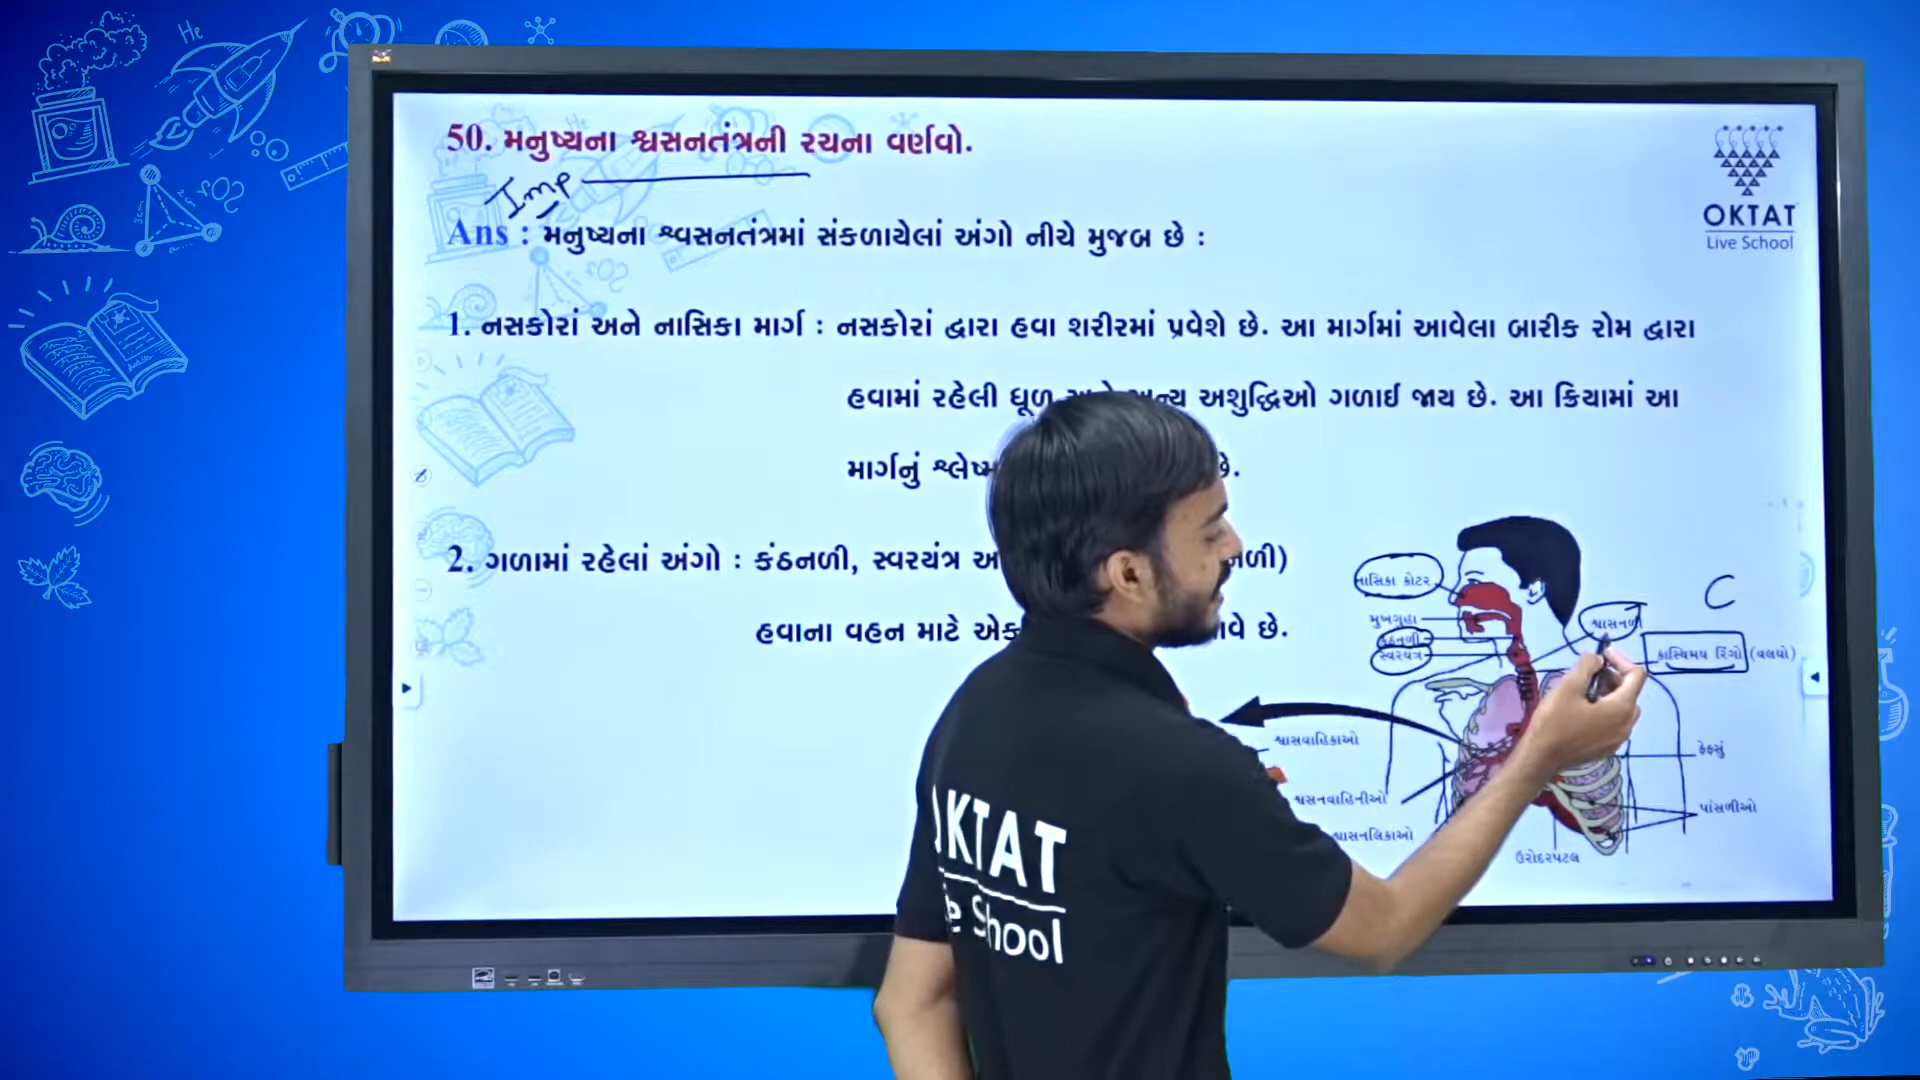 50. મનુષ્યના શ્વસનતંત્રની રચના વર્ણવો.
Imp
Ans : મનુષ્યના શ્વસનતંત્રમાં સંકળાયેલાં અંગો નીચે મુજબ છે :
OKTAT
Live School
1. નસકોરાં અને નાસિકા માર્ગ : નસકોરાં દ્વારા હવા શરીરમાં પ્રવેશે છે. આ માર્ગમાં આવેલા બારીક રોમ દ્વારા
હવામાં રહેલી ધૂળ અશુદ્ધિઓ ગળાઈ જાય છે. આ ક્રિયામાં આ
માર્ગનું છે.
2. ગળામાં રહેલાં અંગો : કંઠનળી, સ્વરયંત્ર
હવાના વહન માટે છે.
નાસિકા કોટર
મુખગુહા
કંઠનળી
સ્વરયંત્ર
C
શ્વાસનળી
કાસ્થિમય રિંગો (વલયો)
શ્વાસવાહિકાઓ
ફેફસું
શ્વસનવાહિનીઓ
પાંસળીઓ
શ્વાસનલિકાઓ
ઉરોદરપટલ
KTAT
School